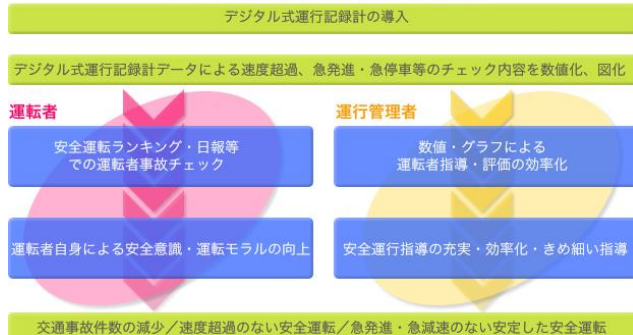 デジタル式運行記録計の導入
デジタル式運行記録計データによる速度超過、急発進・急停車等のチェック内容を数値化、図化
運転者
安全運転ランキング・日報等
での運転者事故チェック
運転者自身による安全意識・運転モラルの向上
運行管理者
数値・グラフによる
運転者指導・評価の効率化
安全運行指導の充実・効率化・きめ細い指導
交通事故件数の減少／速度超過のない安全運転／急発進・急減速のない安定した安全運転